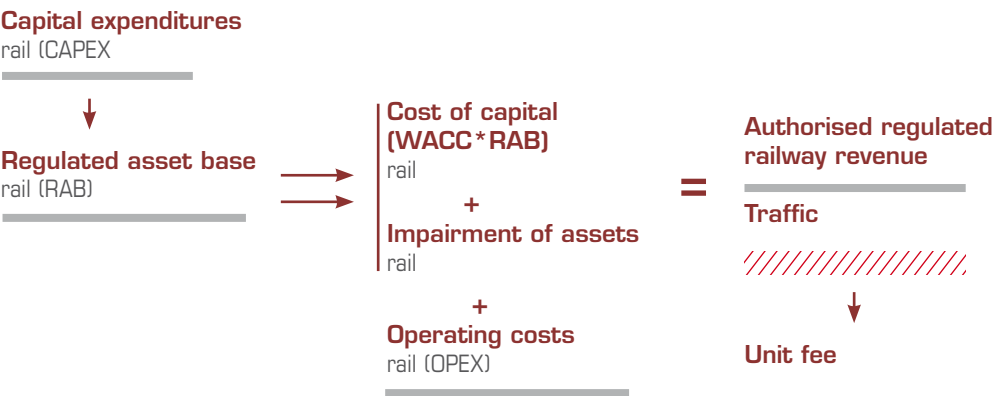 Capital expenditures
rail (CAPEX
Regulated asset base
rail (RAB)
Cost of capital
(WACC*RAB)
rail
+
Impairment of assets
rail
+
Operating costs
rail (OPEX)
=
Authorised regulated
railway revenue
Traffic
Unit fee